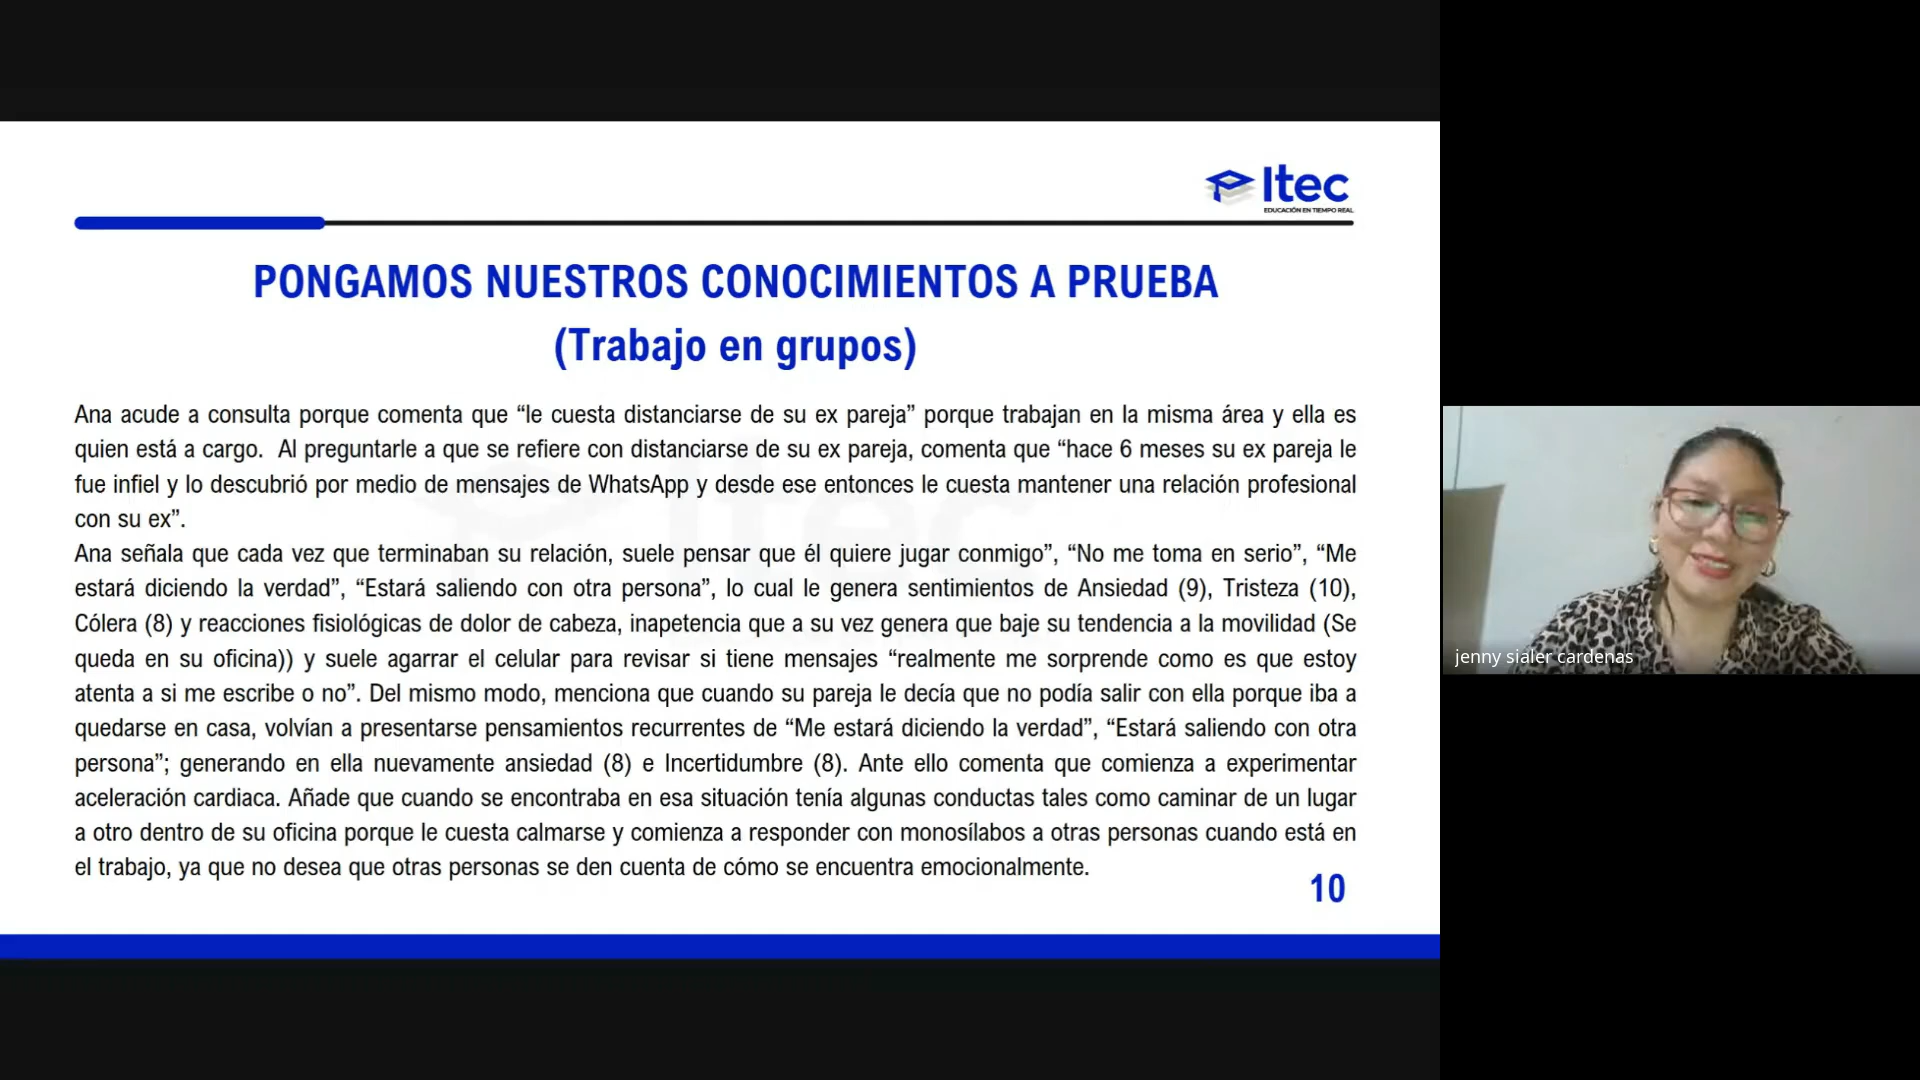 Itec
EDUCACIÓN EN TIEMPO REAL
PONGAMOS NUESTROS CONOCIMIENTOS A PRUEBA
(Trabajo en grupos)
Ana acude a consulta porque comenta que “le cuesta distanciarse de su ex pareja” porque trabajan en la misma área y ella es
quien está a cargo.  Al preguntarle a que se refiere con distanciarse de su ex pareja, comenta que “hace 6 meses su ex pareja le
fue infiel y lo descubrió por medio de mensajes de WhatsApp y desde ese entonces le cuesta mantener una relación profesional
con su ex”.
Ana señala que cada vez que terminaban su relación, suele pensar que él quiere jugar conmigo”, “No me toma en serio”, “Me
estará diciendo la verdad”, “Estará saliendo con otra persona”, lo cual le genera sentimientos de Ansiedad (9), Tristeza (10),
Cólera (8) y reacciones fisiológicas de dolor de cabeza, inapetencia que a su vez genera que baje su tendencia a la movilidad (Se
queda en su oficina)) y suele agarrar el celular para revisar si tiene mensajes “realmente me sorprende como es que estoy
atenta a si me escribe o no”. Del mismo modo, menciona que cuando su pareja le decía que no podía salir con ella porque iba a
quedarse en casa, volvían a presentarse pensamientos recurrentes de “Me estará diciendo la verdad”, “Estará saliendo con otra
persona”; generando en ella nuevamente ansiedad (8) e Incertidumbre (8). Ante ello comenta que comienza a experimentar
aceleración cardiaca. Añade que cuando se encontraba en esa situación tenía algunas conductas tales como caminar de un lugar
a otro dentro de su oficina porque le cuesta calmarse y comienza a responder con monosílabos a otras personas cuando está en
el trabajo, ya que no desea que otras personas se den cuenta de cómo se encuentra emocionalmente.
10
jenny sialer cardenas